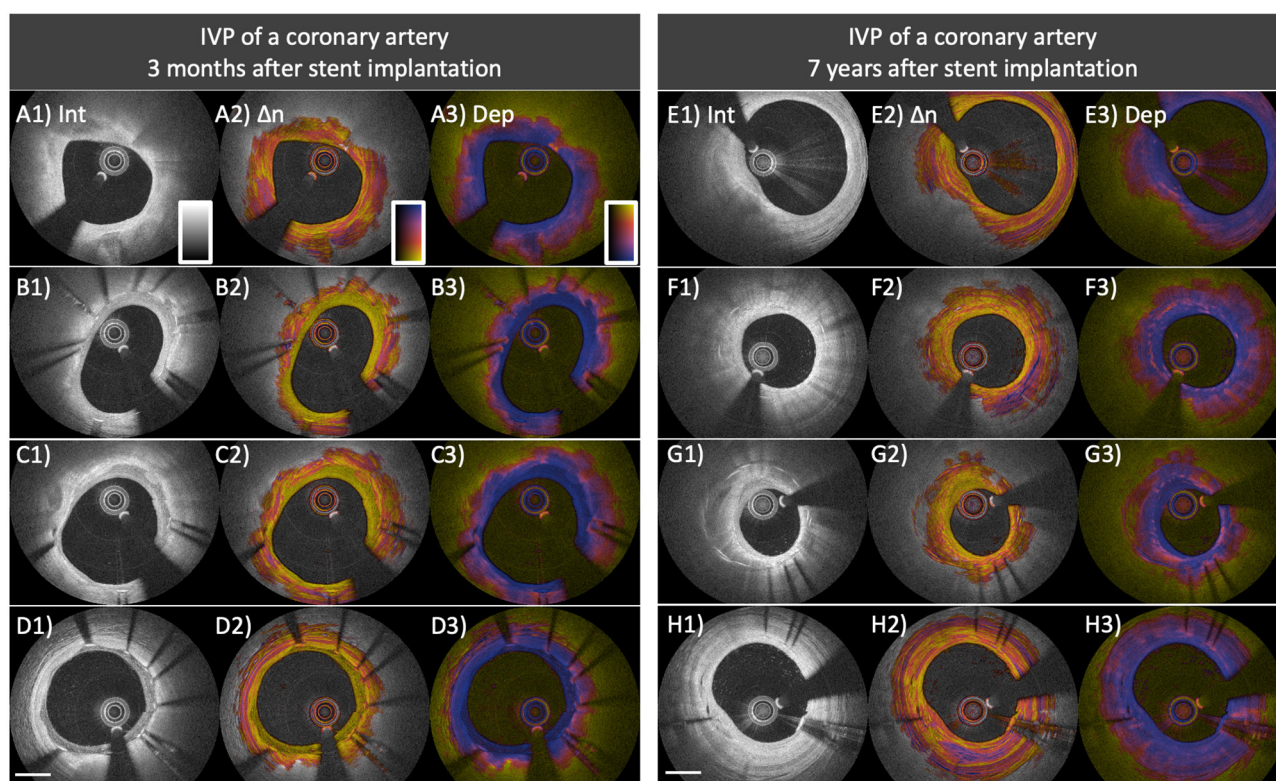 IVP of a coronary artery
3 months after stent implantation
IVP of a coronary artery
7 years after stent implantation
A1) Int
A2) Δn
A3) Dep
E1) Int
E2) Δn
E3) Dep
B1)
B2)
B3)
F1)
F2)
F3)
C1)
C2)
C3)
G1)
G2)
G3)
D1)
D2)
D3)
H1)
H2)
H3)